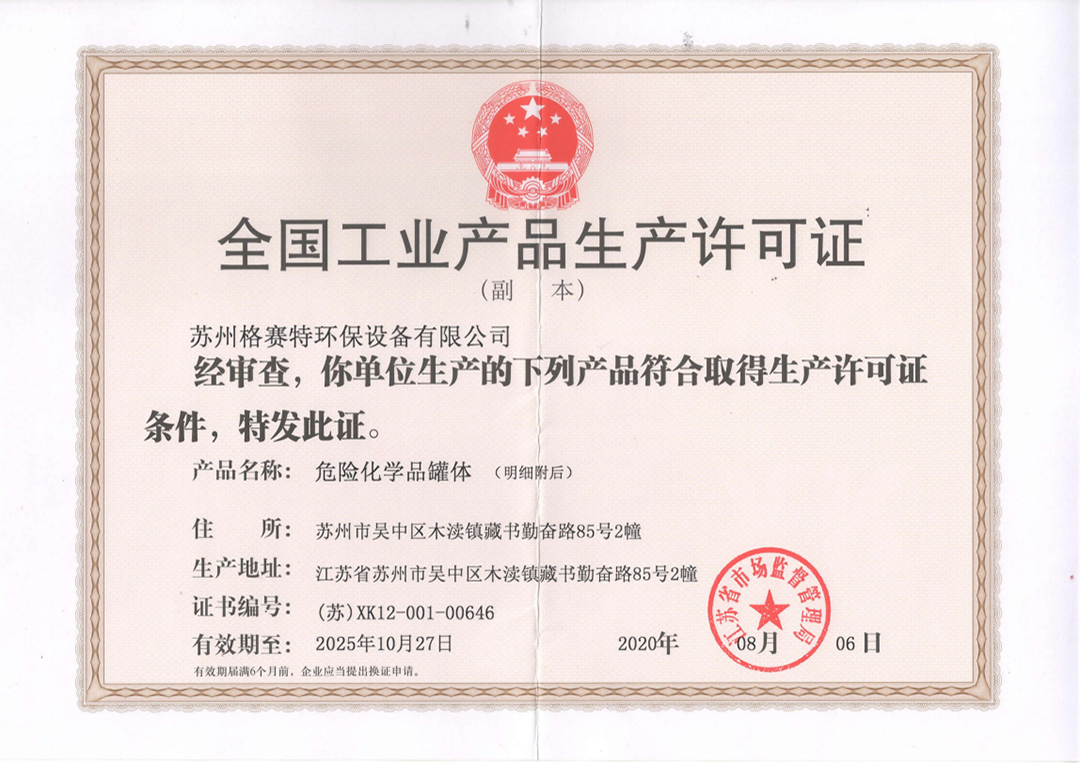 全国工业产品生产许可证
（副 本）
苏州格赛特环保设备有限公司
经审查，你单位生产的下列产品符合取得生产许可证
条件，特发此证。
产品名称： 危险化学品罐体 （明细附后）
住 所： 苏州市吴中区木渎镇藏书勤奋路85号2幢
生产地址： 江苏省苏州市吴中区木渎镇藏书勤奋路85号2幢
证书编号： (苏)XK12-001-00646
有效期至： 2025年10月27日
2020年 08月 06日
江苏省市场监督管理局
有效期届满6个月前，企业应当提出换证申请。